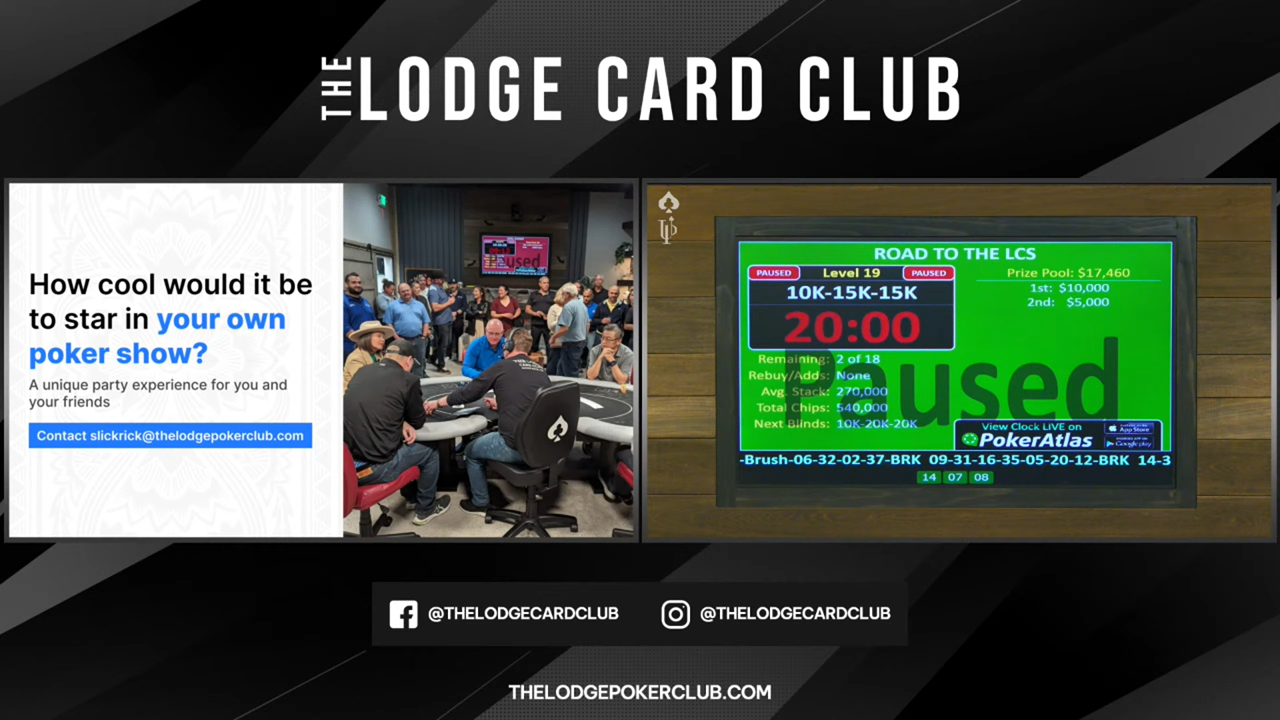 THE LODGE CARD CLUB
How cool would it be
to star in your own
poker show?
A unique party experience for you and
your friends
Contact slickrick@thelodgepokerclub.com
ROAD TO THE LCS
PAUSED Level 19 PAUSED
10K-15K-15K
20:00
Remaining: 2 of 18
Rebuy/Adds: None
Avg. Stack: 270,000
Total Chips: 540,000
Next Blinds: 10K-20K-20K
Prize Pool: $17,460
1st: $10,000
2nd: $5,000
Paused
View Clock LIVE on
PokerAtlas
App Store
Google play
-Brush-06-32-02-37-BRK 09-31-16-35-05-20-12-BRK 14-3
14 07 08
@THELODGECARDCLUB @THELODGECARDCLUB
THELODGEPOKERCLUB.COM